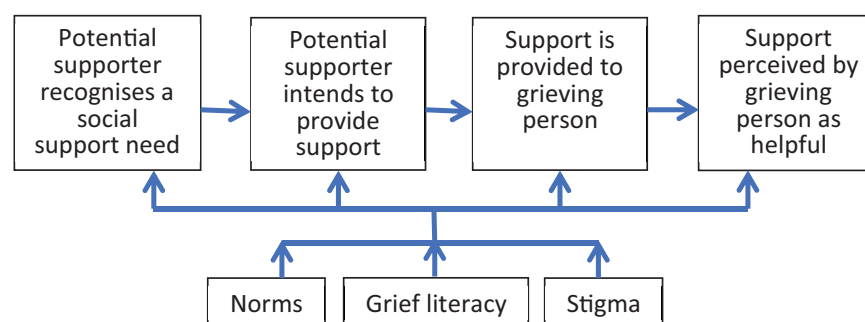 Potential
supporter
recognises a
social
support need
Potential
supporter
intends to
provide
support
Support is
provided to
grieving
person
Support
perceived by
grieving
person as
helpful
Norms
Grief literacy
Stigma